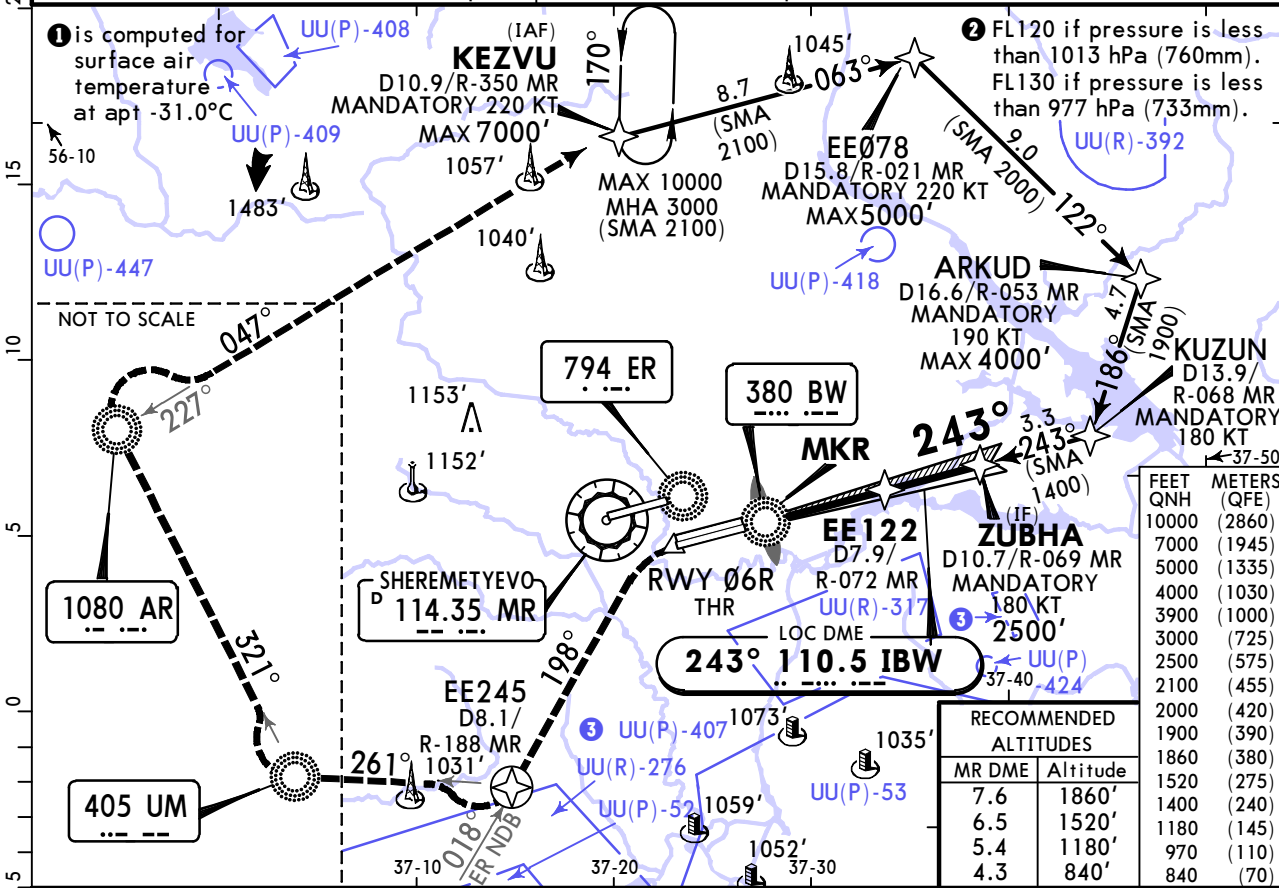 ❶ is computed for
surface air
temperature
at apt -31.0°C
UU(P)-408
UU(P)-409
56-10
1483'
UU(P)-447
(IAF)
KEZVU
D10.9/R-350 MR
MANDATORY 220 KT
MAX 7000'
170°
1057'
1040'
MAX 10000
MHA 3000
(SMA 2100)
8.7
(SMA
2100)
1045'
063°
❷ FL120 if pressure is less
than 1013 hPa (760mm).
FL130 if pressure is less
than 977 hPa (733mm).
UU(R)-392
EEØ78
D15.8/R-021 MR
MANDATORY 220 KT
MAX 5000'
9.0
(SMA 2000)
122°
UU(P)-418
ARKUD
D16.6/R-053 MR
MANDATORY
190 KT
MAX 4000'
4.7
(SMA
1900)
186°
KUZUN
D13.9/
R-068 MR
MANDATORY
180 KT
37-50
15
10
5
0
5
NOT TO SCALE
047°
227°
1080 AR
321°
405 UM
261°
1153'
1152'
794 ER
380 BW
MKR
243°
3.3
243°
(SMA
1400)
(IF)
ZUBHA
D10.7/R-069 MR
MANDATORY
180 KT
2500'
EE122
D7.9/
R-072 MR
UU(R)-317
❸
RWY Ø6R
THR
SHEREMETYEVO
D 114.35 MR
LOC DME
243° 110.5 IBW
UU(P)
-424
37-40
198°
EE245
D8.1/
R-188 MR
1031'
018°
ER NDB
❸ UU(P)-407
UU(R)-276
UU(P)-52
1073'
1035'
UU(P)-53
1059'
1052'
37-10
37-20
37-30
RECOMMENDED
ALTITUDES
MR DME Altitude
7.6 1860'
6.5 1520'
5.4 1180'
4.3 840'
FEET METERS
QNH (QFE)
10000 (2860)
7000 (1945)
5000 (1335)
4000 (1030)
3900 (1000)
3000 (725)
2500 (575)
2100 (455)
2000 (420)
1900 (390)
1860 (380)
1520 (275)
1400 (240)
1180 (145)
970 (110)
840 (70)